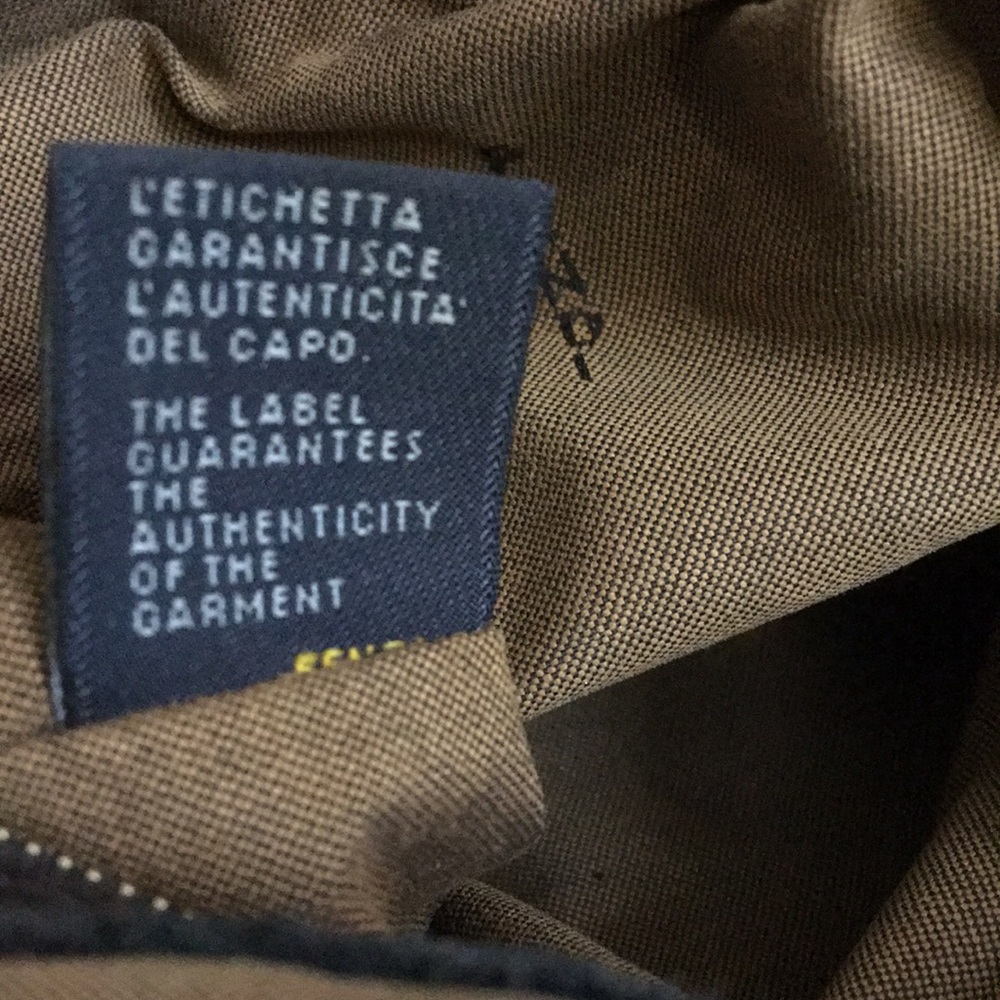 L'ETICHETTA
GARANTISCE
L'AUTENTICITA'
DEL CAPO.
THE LABEL
GUARANTEES
THE
AUTHENTICITY
OF THE
GARMENT